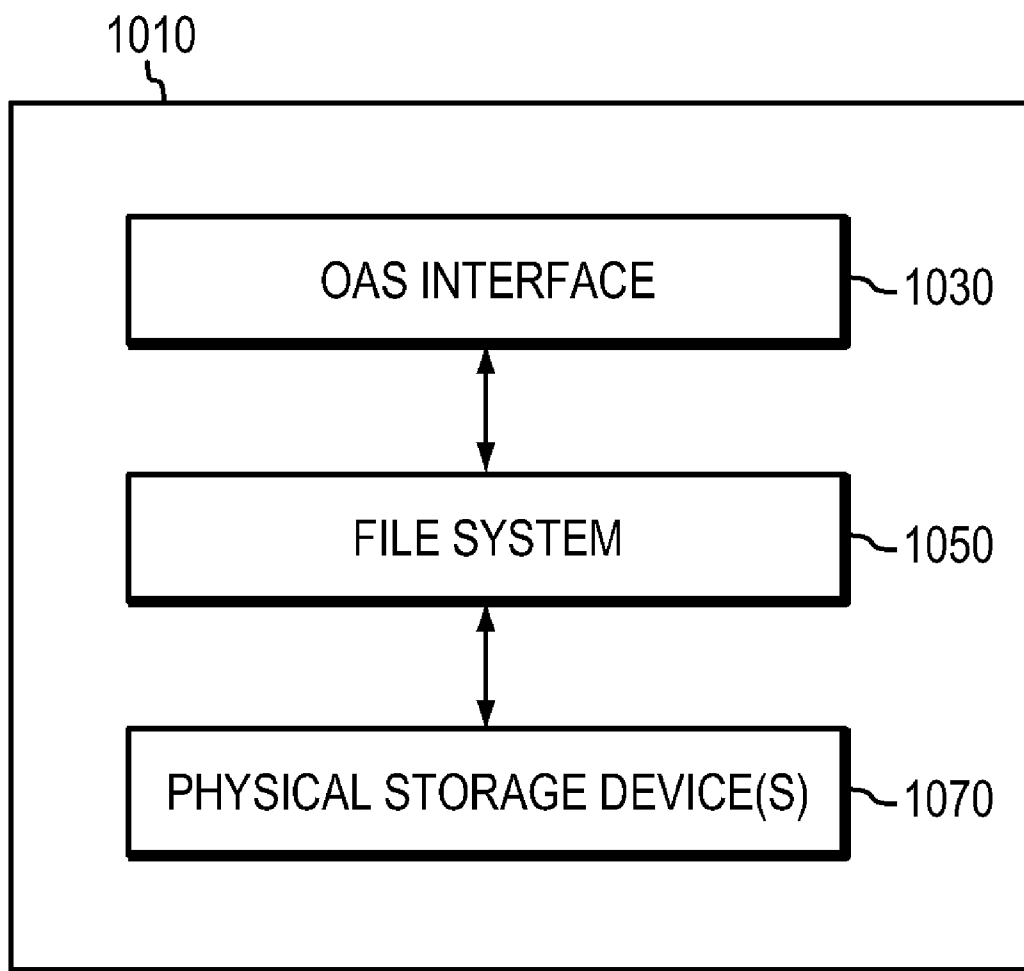 1010
OAS INTERFACE
1030
FILE SYSTEM
1050
PHYSICAL STORAGE DEVICE(S)
1070